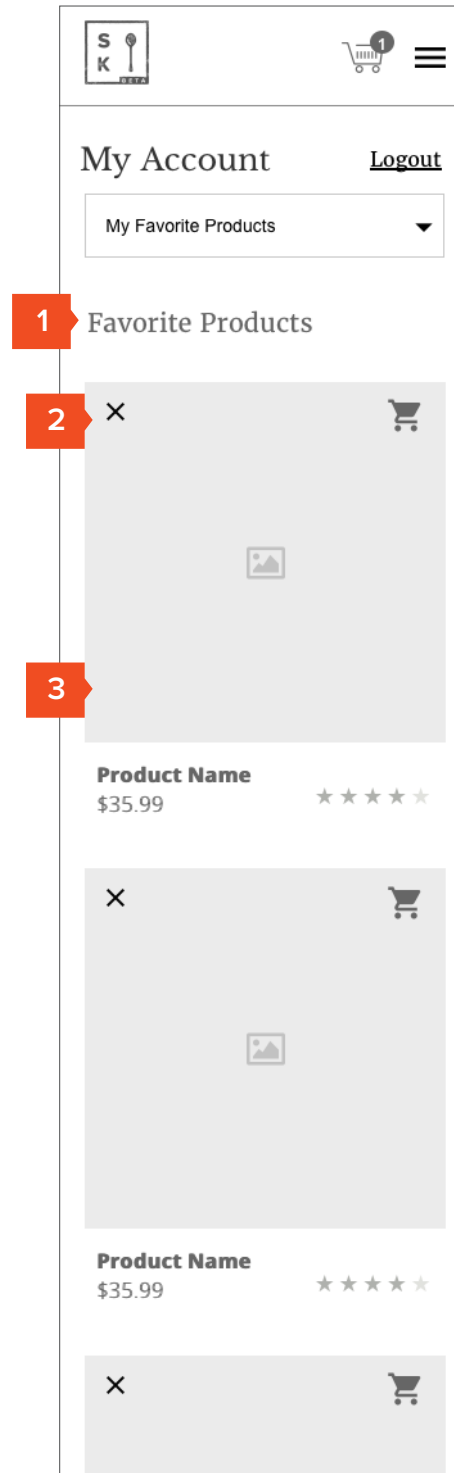 S
K
BETA
1
My Account
Logout
My Favorite Products
1
Favorite Products
2
3
Product Name
$35.99
Product Name
$35.99